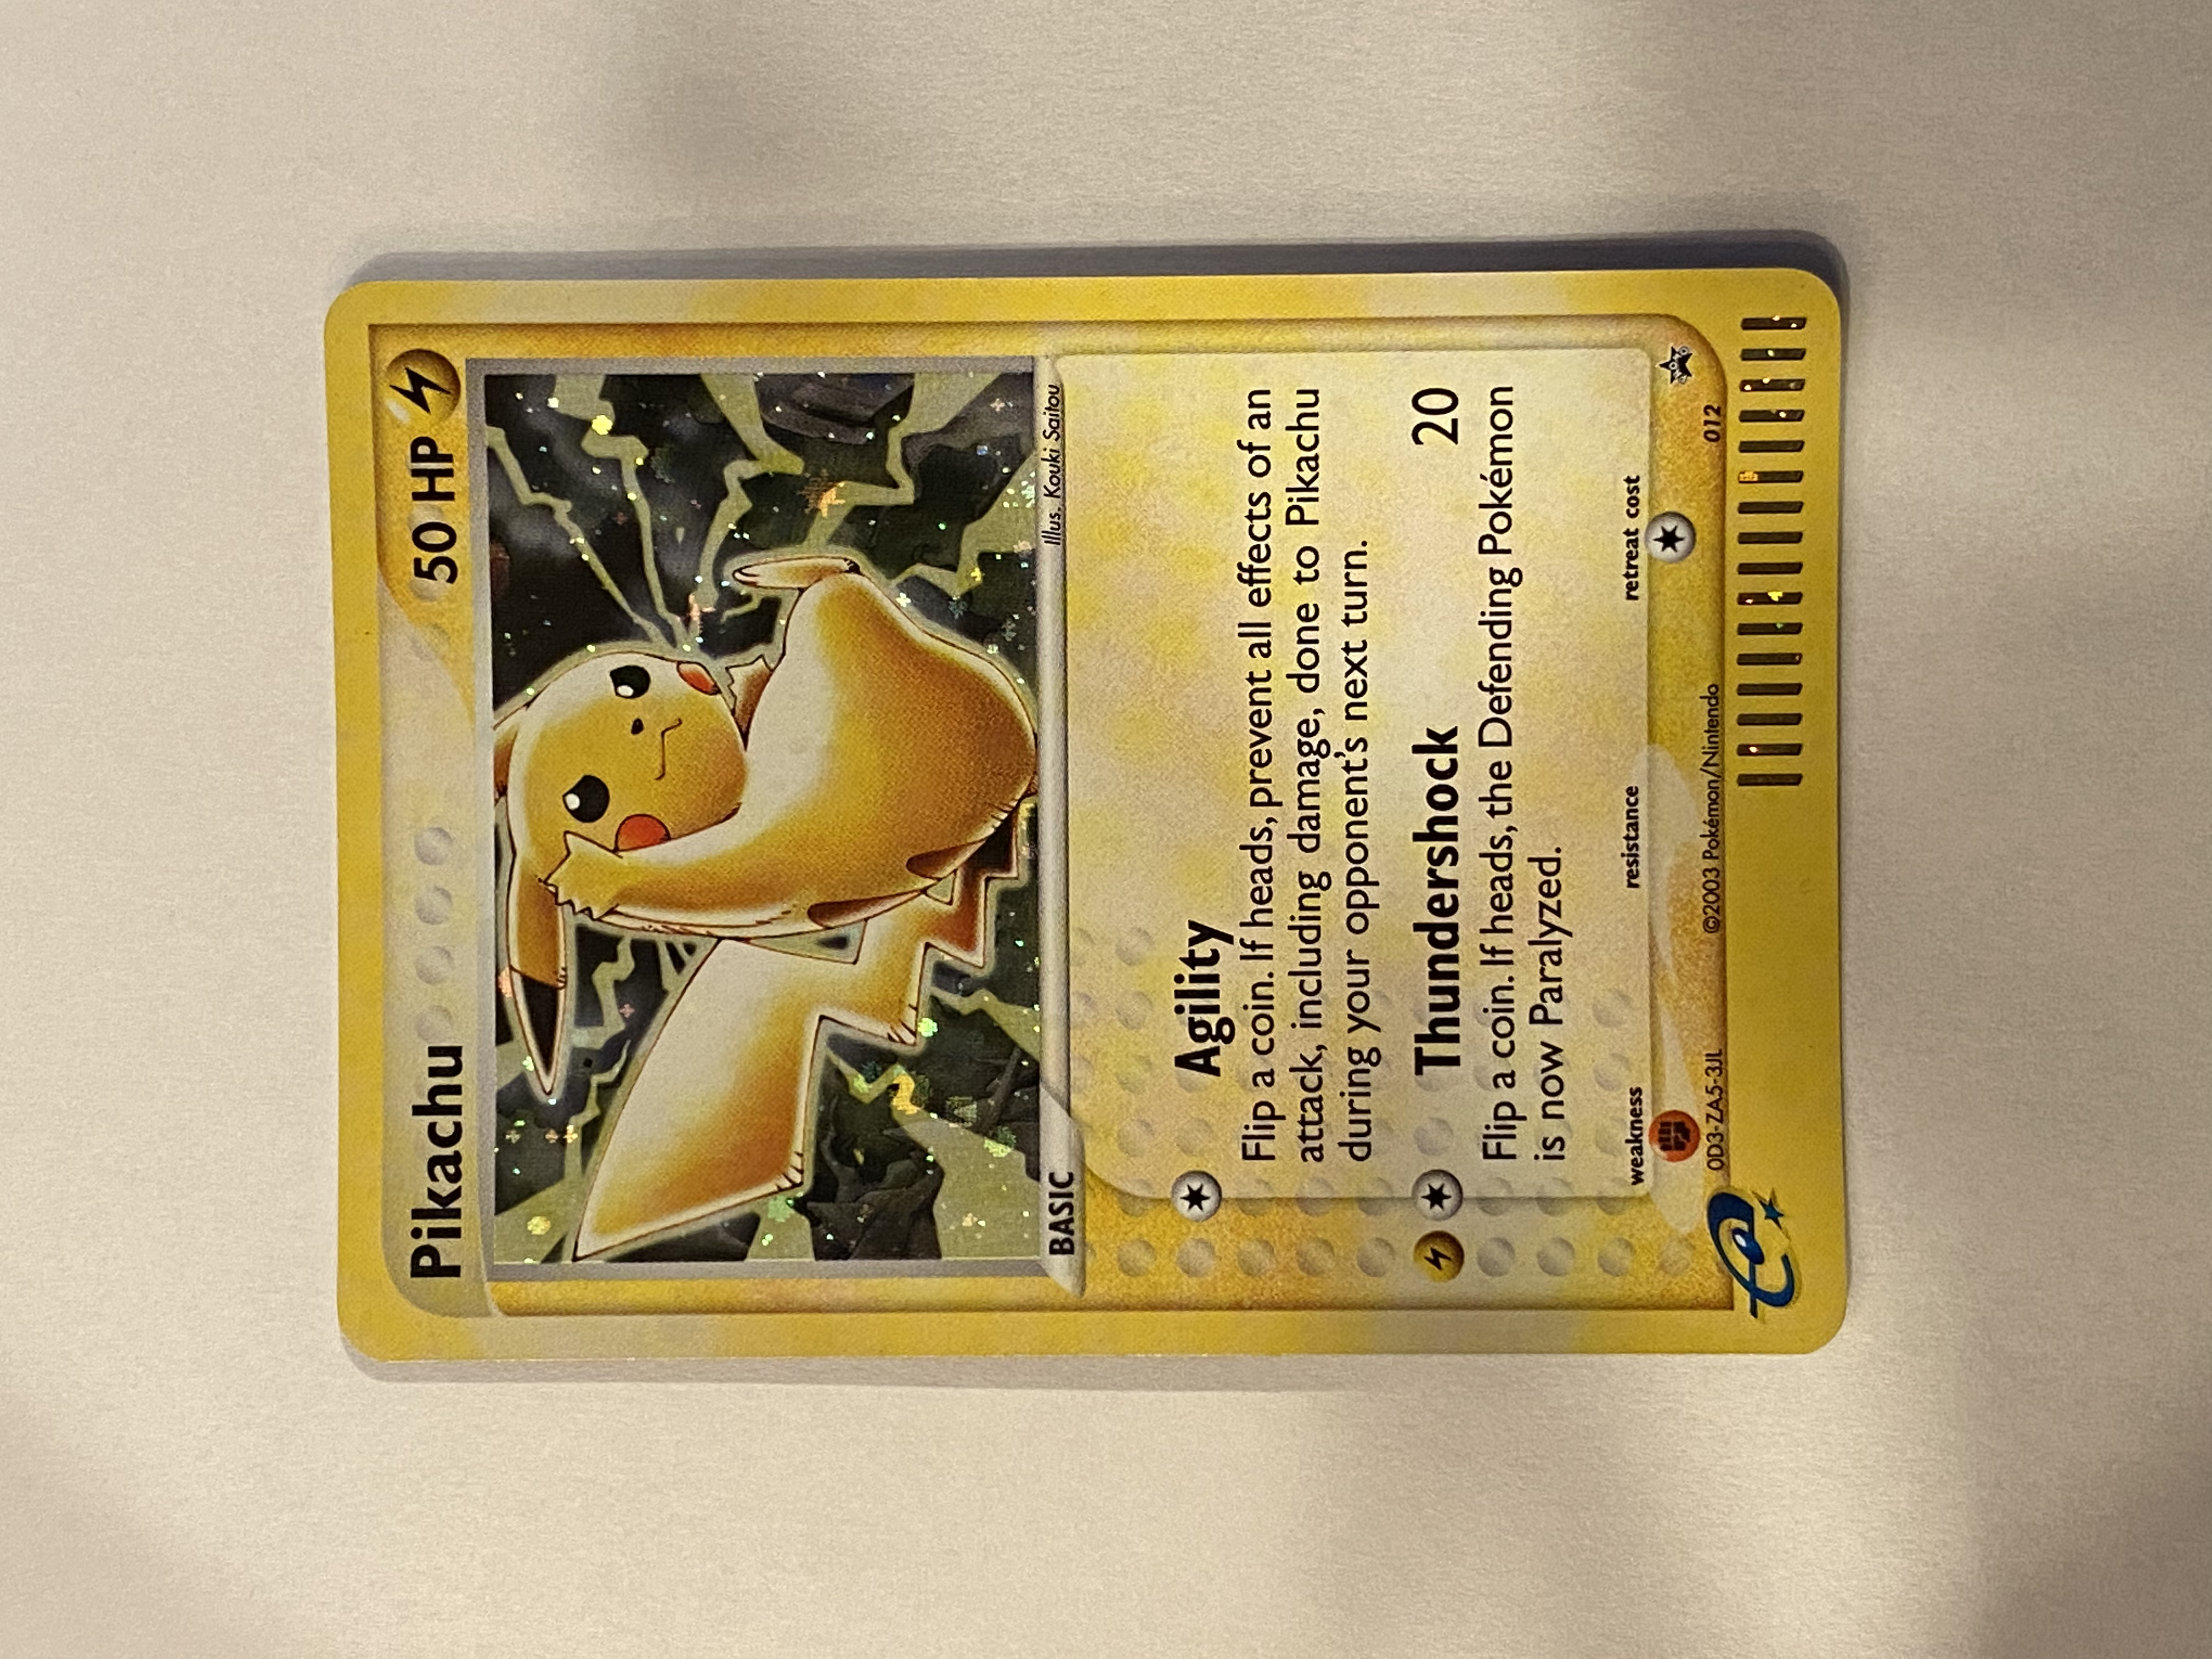 Pikachu 50 HP
BASIC
Illus. Kouki Saitou
Agility
Flip a coin. If heads, prevent all effects of an
attack, including damage, done to Pikachu
during your opponent's next turn.
Thundershock 20
Flip a coin. If heads, the Defending Pokémon
is now Paralyzed.
weakness resistance retreat cost
0D3-ZA5-3JL ©2003 Pokémon/Nintendo 012
e